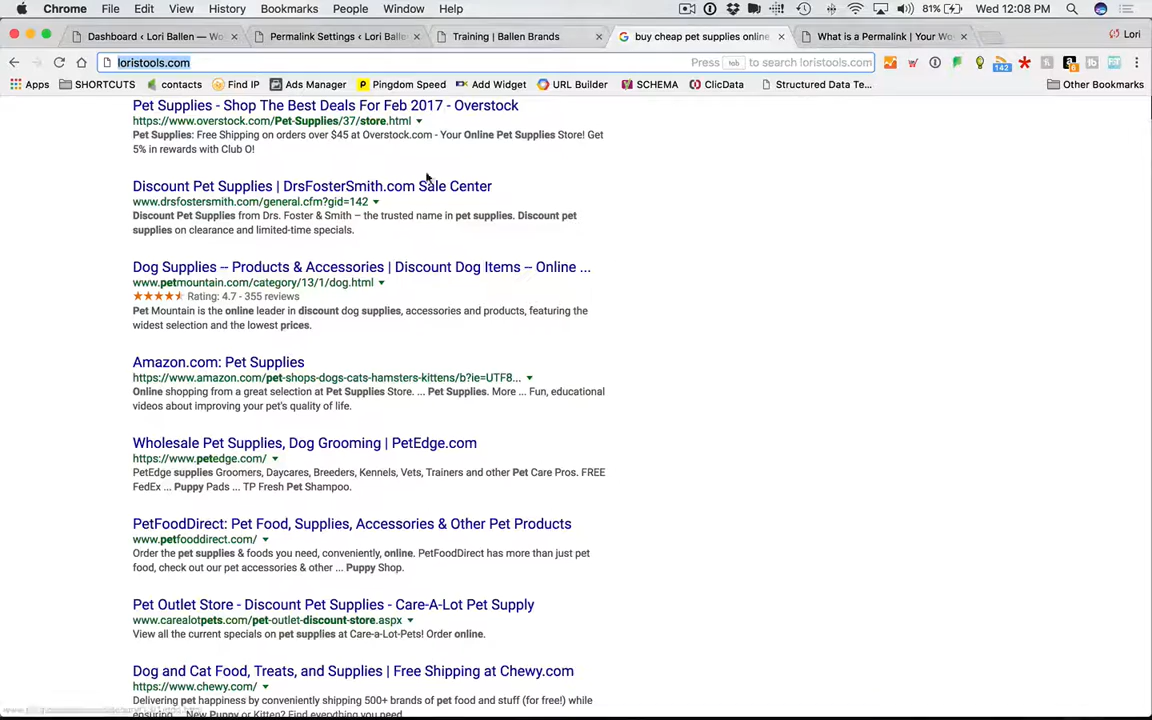 Chrome File Edit View History Bookmarks People Window Help 81% Wed 12:08 PM
Dashboard ‹ Lori Ballen — Wo × Permalink Settings ‹ Lori Balle × Training | Ballen Brands × buy cheap pet supplies online × What is a Permalink | Your Wo × Lori
loristools.com Press tab to search loristools.com 142 6
Apps SHORTCUTS contacts Find IP Ads Manager Pingdom Speed Add Widget URL Builder SCHEMA ClicData Structured Data Te... Other Bookmarks
Pet Supplies - Shop The Best Deals For Feb 2017 - Overstock
https://www.overstock.com/Pet-Supplies/37/store.html
Pet Supplies: Free Shipping on orders over $45 at Overstock.com - Your Online Pet Supplies Store! Get
5% in rewards with Club O!
Discount Pet Supplies | DrsFosterSmith.com Sale Center
www.drsfostersmith.com/general.cfm?gid=142
Discount Pet Supplies from Drs. Foster & Smith – the trusted name in pet supplies. Discount pet
supplies on clearance and limited-time specials.
Dog Supplies -- Products & Accessories | Discount Dog Items -- Online ...
www.petmountain.com/category/13/1/dog.html
Rating: 4.7 - 355 reviews
Pet Mountain is the online leader in discount dog supplies, accessories and products, featuring the
widest selection and the lowest prices.
Amazon.com: Pet Supplies
https://www.amazon.com/pet-shops-dogs-cats-hamsters-kittens/b?ie=UTF8...
Online shopping from a great selection at Pet Supplies Store. ... Pet Supplies. More ... Fun, educational
videos about improving your pet's quality of life.
Wholesale Pet Supplies, Dog Grooming | PetEdge.com
https://www.petedge.com/
PetEdge supplies Groomers, Daycares, Breeders, Kennels, Vets, Trainers and other Pet Care Pros. FREE
FedEx ... Puppy Pads ... TP Fresh Pet Shampoo.
PetFoodDirect: Pet Food, Supplies, Accessories & Other Pet Products
www.petfooddirect.com/
Order the pet supplies & foods you need, conveniently, online. PetFoodDirect has more than just pet
food, check out our pet accessories & other ... Puppy Shop.
Pet Outlet Store - Discount Pet Supplies - Care-A-Lot Pet Supply
www.carealotpets.com/pet-outlet-discount-store.aspx
View all the current specials on pet supplies at Care-a-Lot-Pets! Order online.
Dog and Cat Food, Treats, and Supplies | Free Shipping at Chewy.com
https://www.chewy.com/
Delivering pet happiness by conveniently shipping 500+ brands of pet food and stuff (for free!) while
ensuring ... New Puppy or Kitten? Find everything you need.